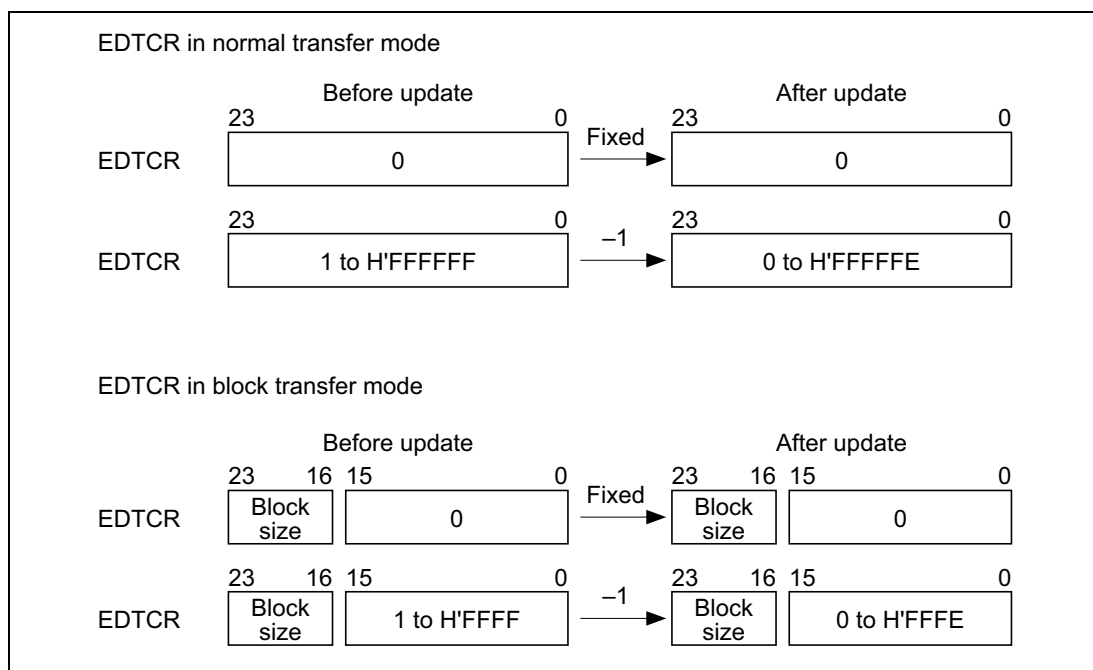 EDTCR in normal transfer mode
Before update After update
23 0 Fixed 23 0
EDTCR 0 0
23 0 –1 23 0
EDTCR 1 to H'FFFFFF 0 to H'FFFFFE
EDTCR in block transfer mode
Before update After update
23 16 15 0 Fixed 23 16 15 0
EDTCR Block size 0 Block size 0
23 16 15 0 –1 23 16 15 0
EDTCR Block size 1 to H'FFFF Block size 0 to H'FFFE